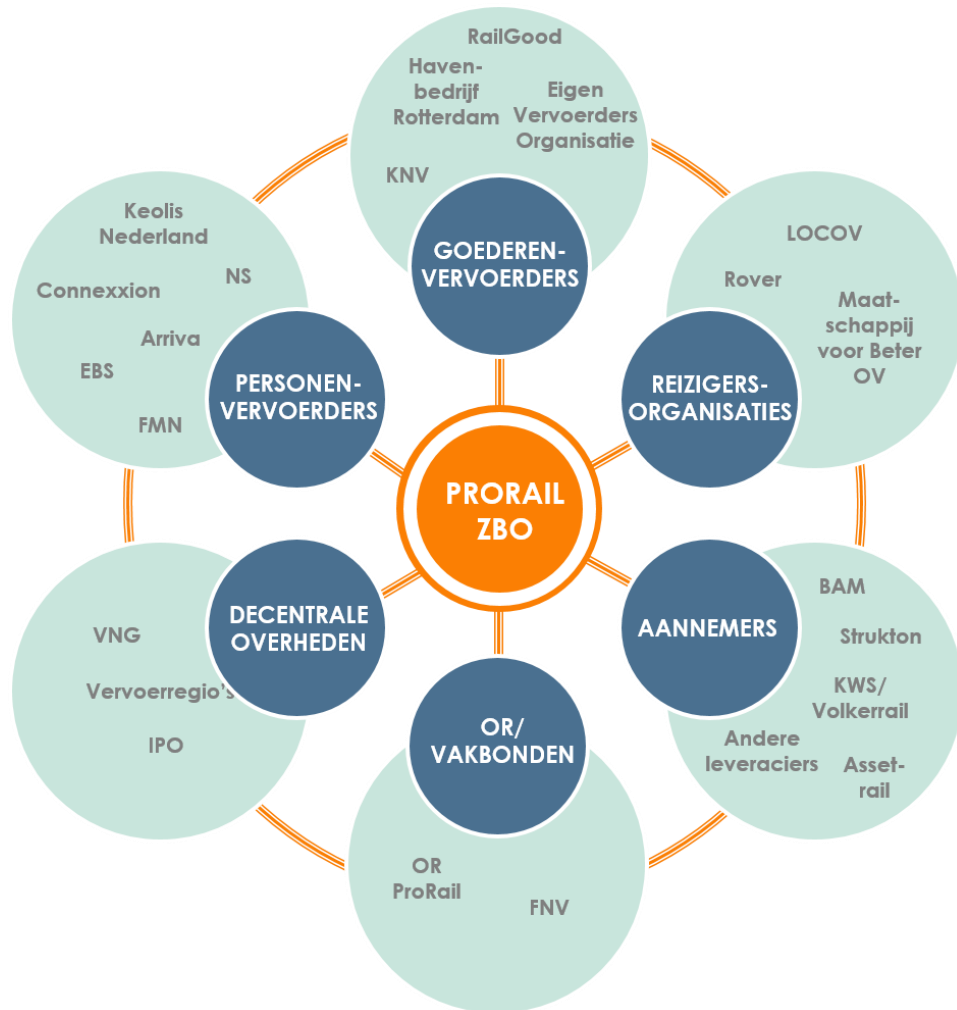 RailGood
Haven-
bedrijf
Rotterdam
Eigen
Vervoerders
Organisatie
KNV
GOEDEREN-
VERVOERDERS
LOCOV
Rover
Maat-
schappij
voor Beter
OV
REIZIGERS-
ORGANISATIES
Keolis
Nederland
NS
Connexxion
Arriva
EBS
FMN
PERSONEN-
VERVOERDERS
PRORAIL
ZBO
DECENTRALE
OVERHEDEN
VNG
Vervoerregio's
IPO
AANNEMERS
BAM
Strukton
KWS/
Volkerrail
Andere
leveraciers
Asset-
rail
OR/
VAKBONDEN
OR
ProRail
FNV